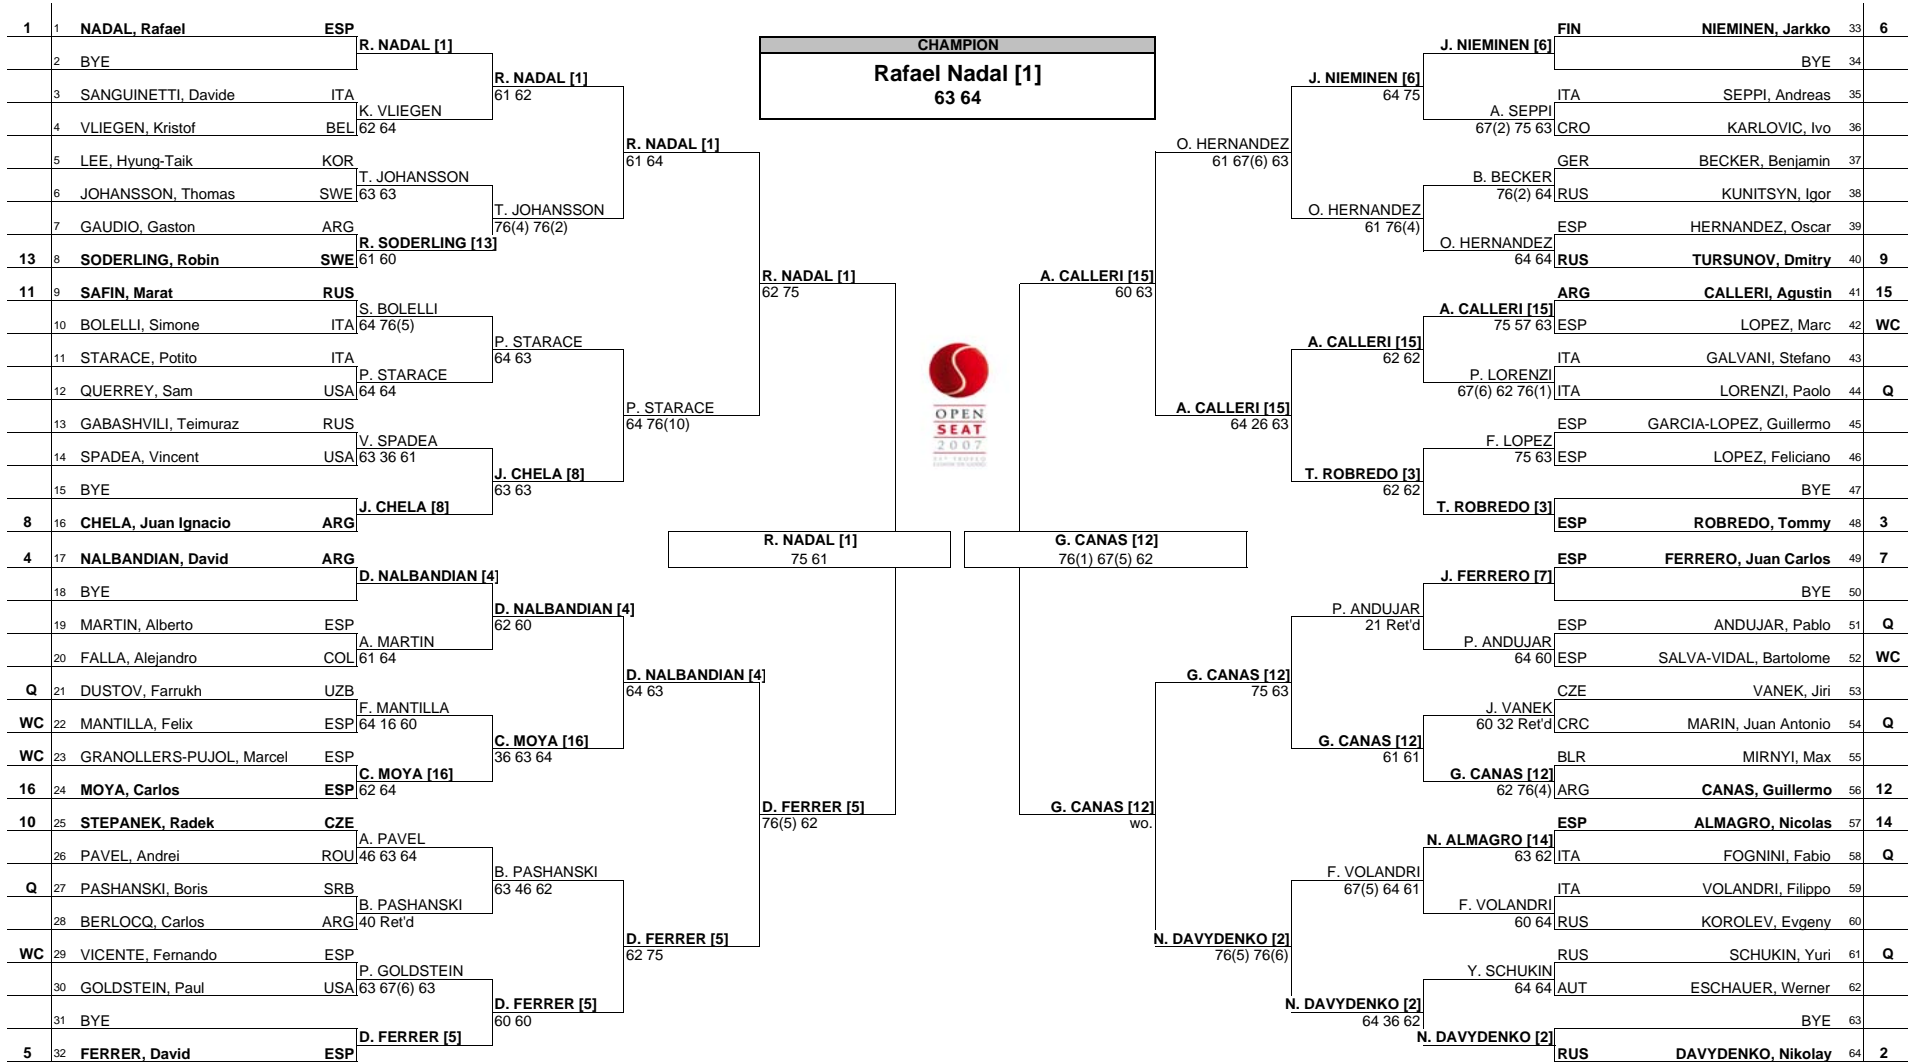 1 1 NADAL, Rafael ESP
2 BYE
3 SANGUINETTI, Davide ITA
4 VLIEGEN, Kristof BEL
5 LEE, Hyung-Taik KOR
6 JOHANSSON, Thomas SWE
7 GAUDIO, Gaston ARG
13 8 SODERLING, Robin SWE
11 9 SAFIN, Marat RUS
10 BOLELLI, Simone ITA
11 STARACE, Potito ITA
12 QUERREY, Sam USA
13 GABASHVILI, Teimuraz RUS
14 SPADEA, Vincent USA
15 BYE
8 16 CHELA, Juan Ignacio ARG
4 17 NALBANDIAN, David ARG
18 BYE
19 MARTIN, Alberto ESP
20 FALLA, Alejandro COL
Q 21 DUSTOV, Farrukh UZB
WC 22 MANTILLA, Felix ESP
WC 23 GRANOLLERS-PUJOL, Marcel ESP
16 24 MOYA, Carlos ESP
10 25 STEPANEK, Radek CZE
26 PAVEL, Andrei ROU
Q 27 PASHANSKI, Boris SRB
28 BERLOCQ, Carlos ARG
WC 29 VICENTE, Fernando ESP
30 GOLDSTEIN, Paul USA
31 BYE
5 32 FERRER, David ESP
R. NADAL [1]
K. VLIEGEN
62 64
T. JOHANSSON
63 63
R. SODERLING [13]
61 60
S. BOLELLI
64 76(5)
P. STARACE
64 64
V. SPADEA
63 36 61
J. CHELA [8]
D. NALBANDIAN [4]
A. MARTIN
61 64
F. MANTILLA
64 16 60
C. MOYA [16]
62 64
A. PAVEL
46 63 64
B. PASHANSKI
40 Ret'd
P. GOLDSTEIN
63 67(6) 63
D. FERRER [5]
R. NADAL [1]
61 62
T. JOHANSSON
76(4) 76(2)
P. STARACE
64 63
J. CHELA [8]
63 63
D. NALBANDIAN [4]
62 60
C. MOYA [16]
36 63 64
B. PASHANSKI
63 46 62
D. FERRER [5]
60 60
R. NADAL [1]
61 64
P. STARACE
64 76(10)
D. NALBANDIAN [4]
64 63
D. FERRER [5]
62 75
R. NADAL [1]
62 75
D. FERRER [5]
76(5) 62
R. NADAL [1]
75 61
CHAMPION
Rafael Nadal [1]
63 64
OPEN
SEAT
2007
G. CANAS [12]
76(1) 67(5) 62
A. CALLERI [15]
60 63
G. CANAS [12]
wo.
O. HERNANDEZ
61 67(6) 63
A. CALLERI [15]
64 26 63
G. CANAS [12]
75 63
N. DAVYDENKO [2]
76(5) 76(6)
J. NIEMINEN [6]
64 75
O. HERNANDEZ
61 76(4)
A. CALLERI [15]
62 62
T. ROBREDO [3]
62 62
P. ANDUJAR
21 Ret'd
G. CANAS [12]
61 61
F. VOLANDRI
67(5) 64 61
N. DAVYDENKO [2]
64 36 62
J. NIEMINEN [6]
A. SEPPI
67(2) 75 63
B. BECKER
76(2) 64
O. HERNANDEZ
64 64
A. CALLERI [15]
75 57 63
P. LORENZI
67(6) 62 76(1)
F. LOPEZ
75 63
T. ROBREDO [3]
J. FERRERO [7]
P. ANDUJAR
64 60
J. VANEK
60 32 Ret'd
G. CANAS [12]
62 76(4)
N. ALMAGRO [14]
63 62
F. VOLANDRI
60 64
Y. SCHUKIN
64 64
N. DAVYDENKO [2]
FIN NIEMINEN, Jarkko 33 6
BYE 34
ITA SEPPI, Andreas 35
CRO KARLOVIC, Ivo 36
GER BECKER, Benjamin 37
RUS KUNITSYN, Igor 38
ESP HERNANDEZ, Oscar 39
RUS TURSUNOV, Dmitry 40 9
ARG CALLERI, Agustin 41 15
ESP LOPEZ, Marc 42 WC
ITA GALVANI, Stefano 43
ITA LORENZI, Paolo 44 Q
ESP GARCIA-LOPEZ, Guillermo 45
ESP LOPEZ, Feliciano 46
BYE 47
ESP ROBREDO, Tommy 48 3
ESP FERRERO, Juan Carlos 49 7
BYE 50
ESP ANDUJAR, Pablo 51 Q
ESP SALVA-VIDAL, Bartolome 52 WC
CZE VANEK, Jiri 53
CRC MARIN, Juan Antonio 54 Q
BLR MIRNYI, Max 55
ARG CANAS, Guillermo 56 12
ESP ALMAGRO, Nicolas 57 14
ITA FOGNINI, Fabio 58 Q
ITA VOLANDRI, Filippo 59
RUS KOROLEV, Evgeny 60
RUS SCHUKIN, Yuri 61 Q
AUT ESCHAUER, Werner 62
BYE 63
RUS DAVYDENKO, Nikolay 64 2